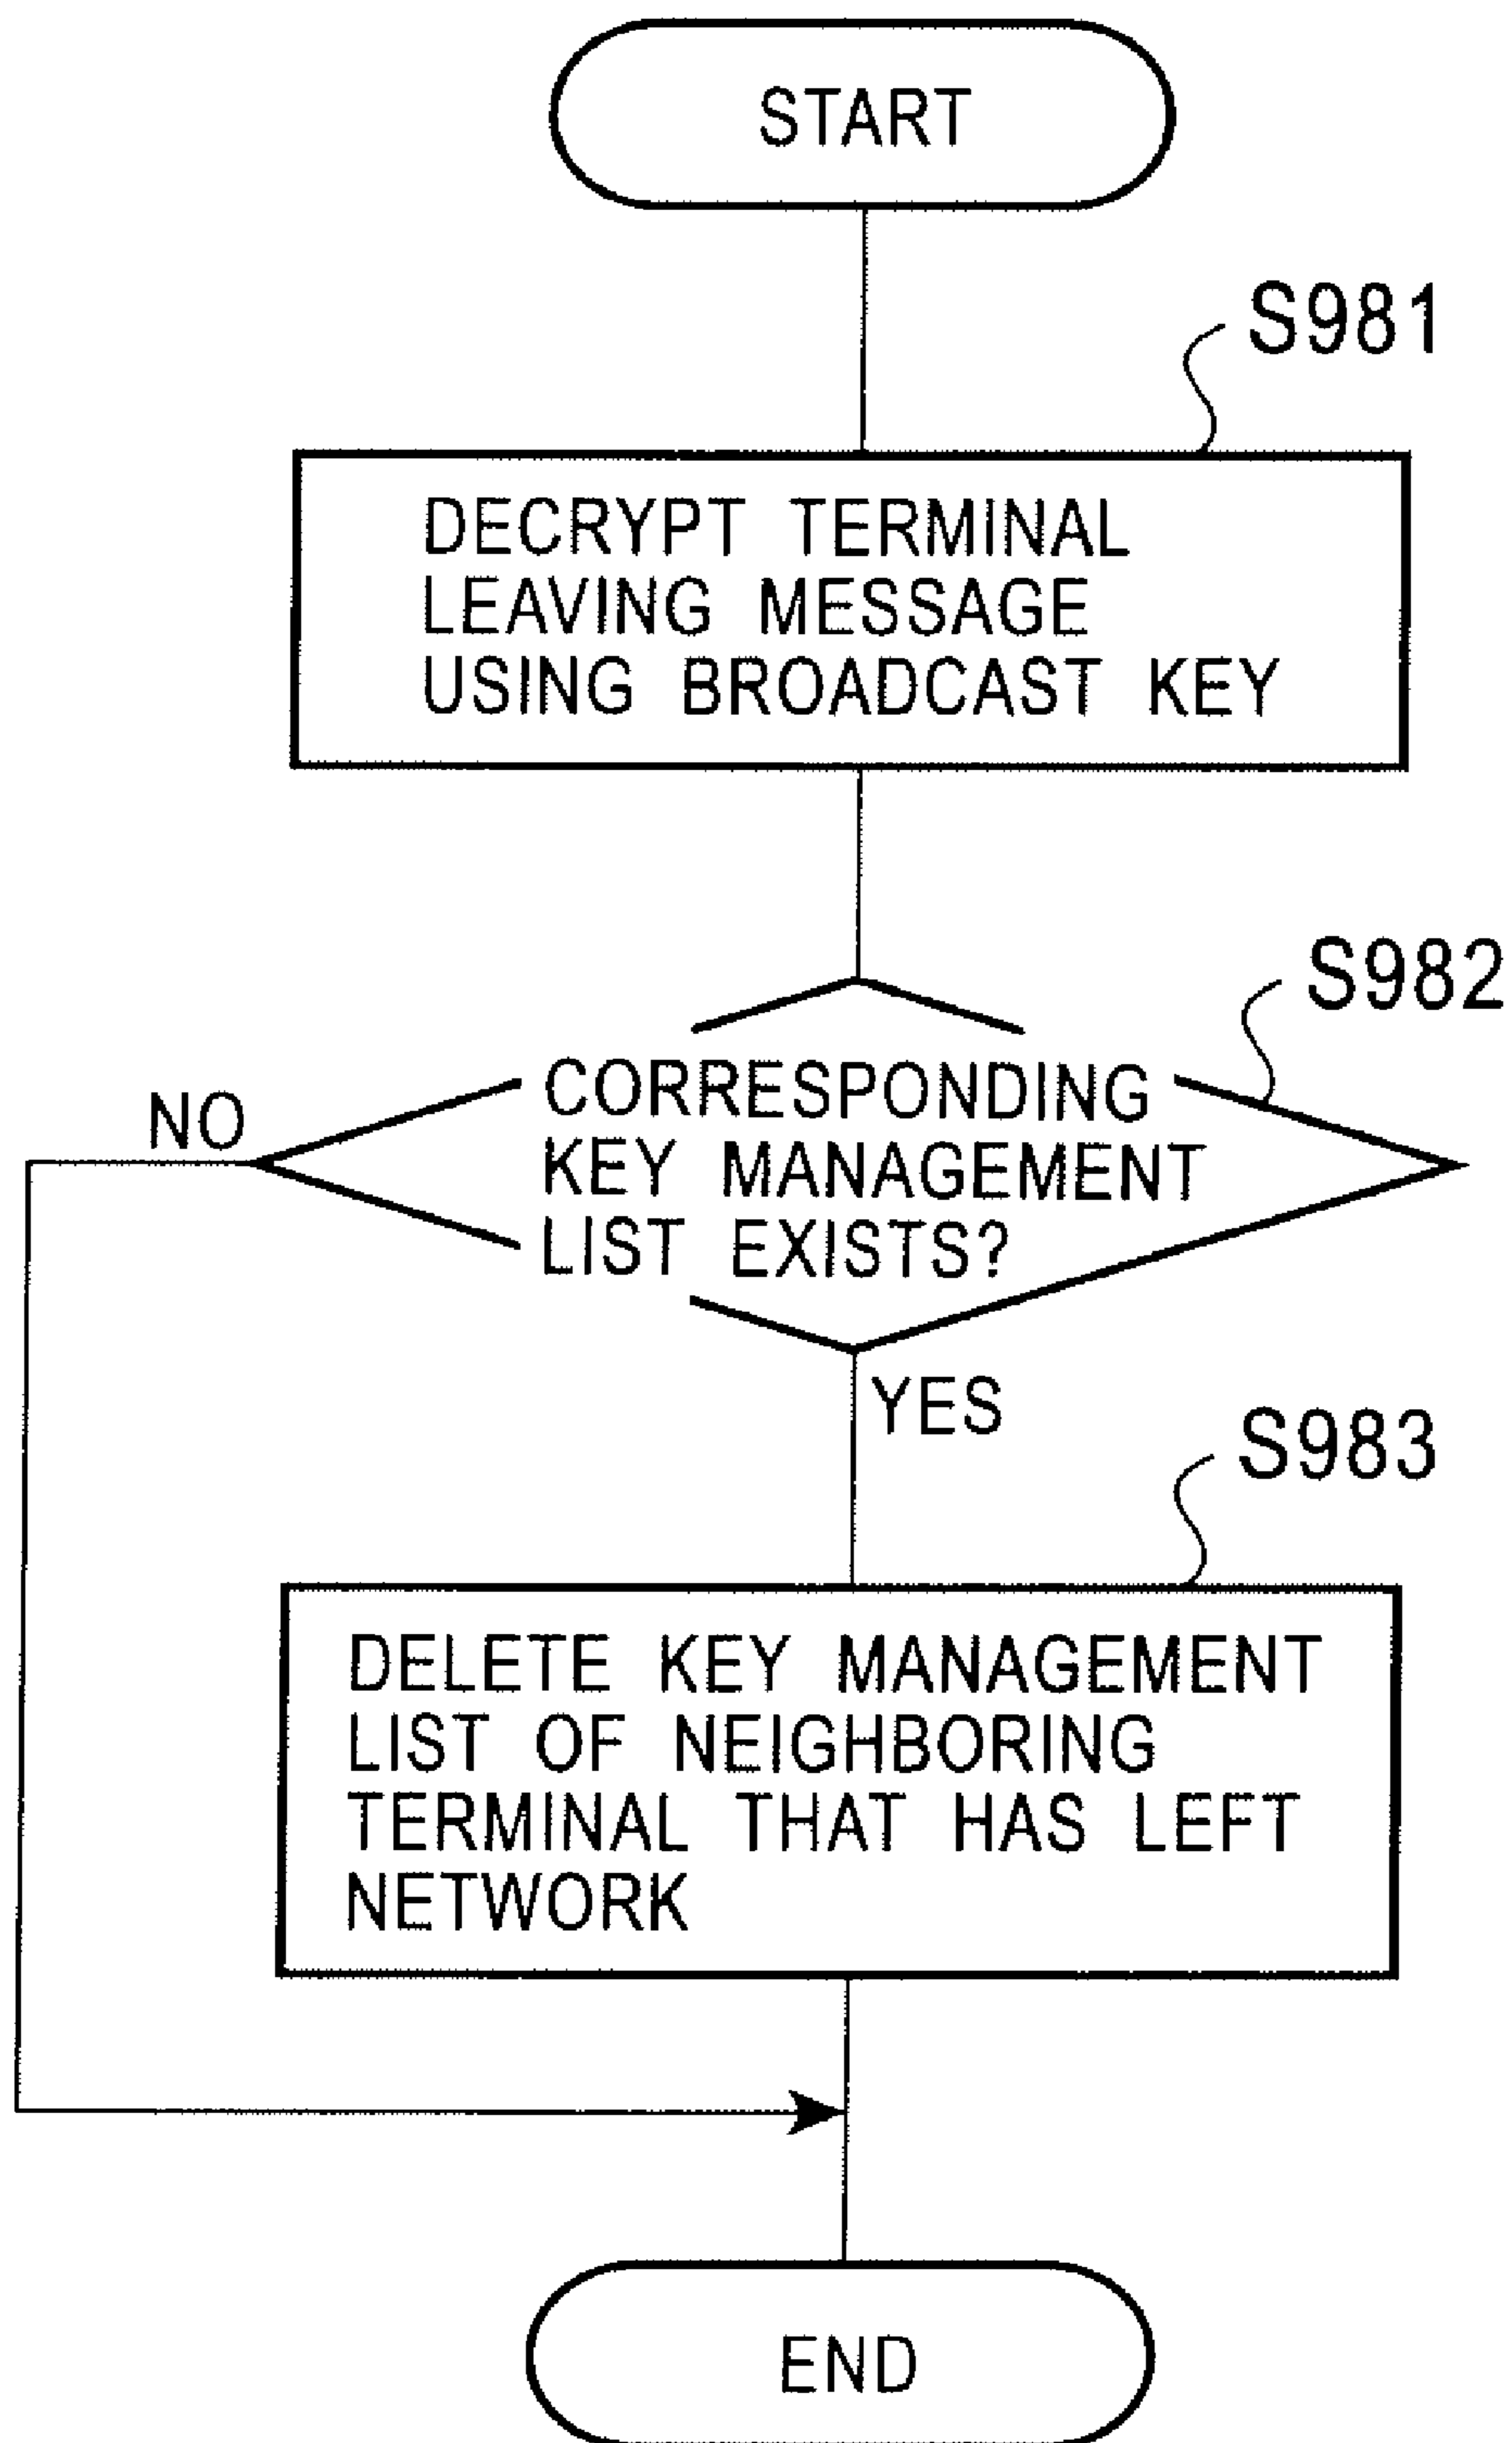 START
S981
DECRYPT TERMINAL
LEAVING MESSAGE
USING BROADCAST KEY
S982
NO
CORRESPONDING
KEY MANAGEMENT
LIST EXISTS?
YES
S983
DELETE KEY MANAGEMENT
LIST OF NEIGHBORING
TERMINAL THAT HAS LEFT
NETWORK
END